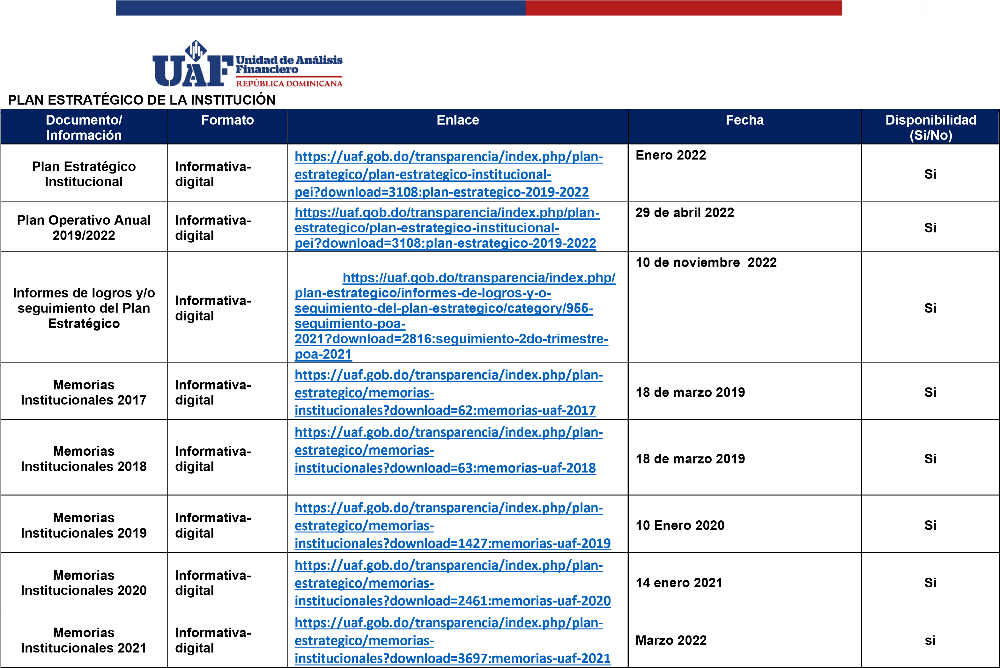 UAF Unidad de Análisis
Financiero
REPÚBLICA DOMINICANA
PLAN ESTRATÉGICO DE LA INSTITUCIÓN
Documento/
Información
Formato
Enlace
Fecha
Disponibilidad
(Si/No)
Plan Estratégico
Institucional
Informativa-
digital
https://uaf.gob.do/transparencia/index.php/plan-
estrategico/plan-estrategico-institucional-
pei?download=3108:plan-estrategico-2019-2022
Enero 2022
Si
Plan Operativo Anual
2019/2022
Informativa-
digital
https://uaf.gob.do/transparencia/index.php/plan-
estrategico/plan-estrategico-institucional-
pei?download=3108:plan-estrategico-2019-2022
29 de abril 2022
Si
Informes de logros y/o
seguimiento del Plan
Estratégico
Informativa-
digital
https://uaf.gob.do/transparencia/index.php/
plan-estrategico/informes-de-logros-y-o-
seguimiento-del-plan-estrategico/category/955-
seguimiento-poa-
2021?download=2816:seguimiento-2do-trimestre-
poa-2021
10 de noviembre  2022
Si
Memorias
Institucionales 2017
Informativa-
digital
https://uaf.gob.do/transparencia/index.php/plan-
estrategico/memorias-
institucionales?download=62:memorias-uaf-2017
18 de marzo 2019
Si
Memorias
Institucionales 2018
Informativa-
digital
https://uaf.gob.do/transparencia/index.php/plan-
estrategico/memorias-
institucionales?download=63:memorias-uaf-2018
18 de marzo 2019
Si
Memorias
Institucionales 2019
Informativa-
digital
https://uaf.gob.do/transparencia/index.php/plan-
estrategico/memorias-
institucionales?download=1427:memorias-uaf-2019
10 Enero 2020
Si
Memorias
Institucionales 2020
Informativa-
digital
https://uaf.gob.do/transparencia/index.php/plan-
estrategico/memorias-
institucionales?download=2461:memorias-uaf-2020
14 enero 2021
Si
Memorias
Institucionales 2021
Informativa-
digital
https://uaf.gob.do/transparencia/index.php/plan-
estrategico/memorias-
institucionales?download=3697:memorias-uaf-2021
Marzo 2022
si